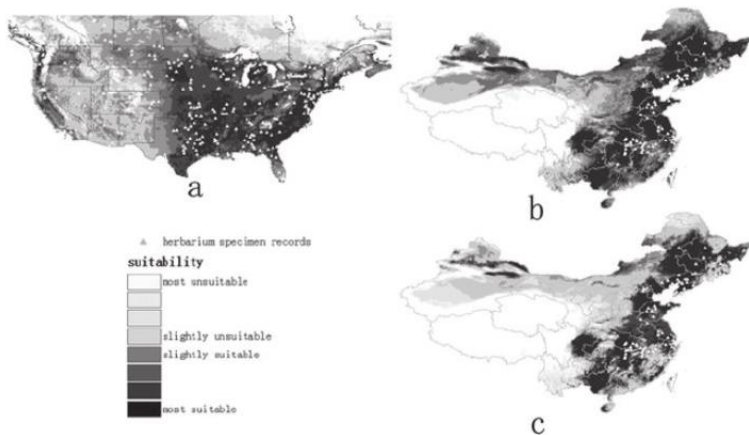 a
b
herbarium specimen records
suitability
most unsuitable
slightly unsuitable
slightly suitable
most suitable
c